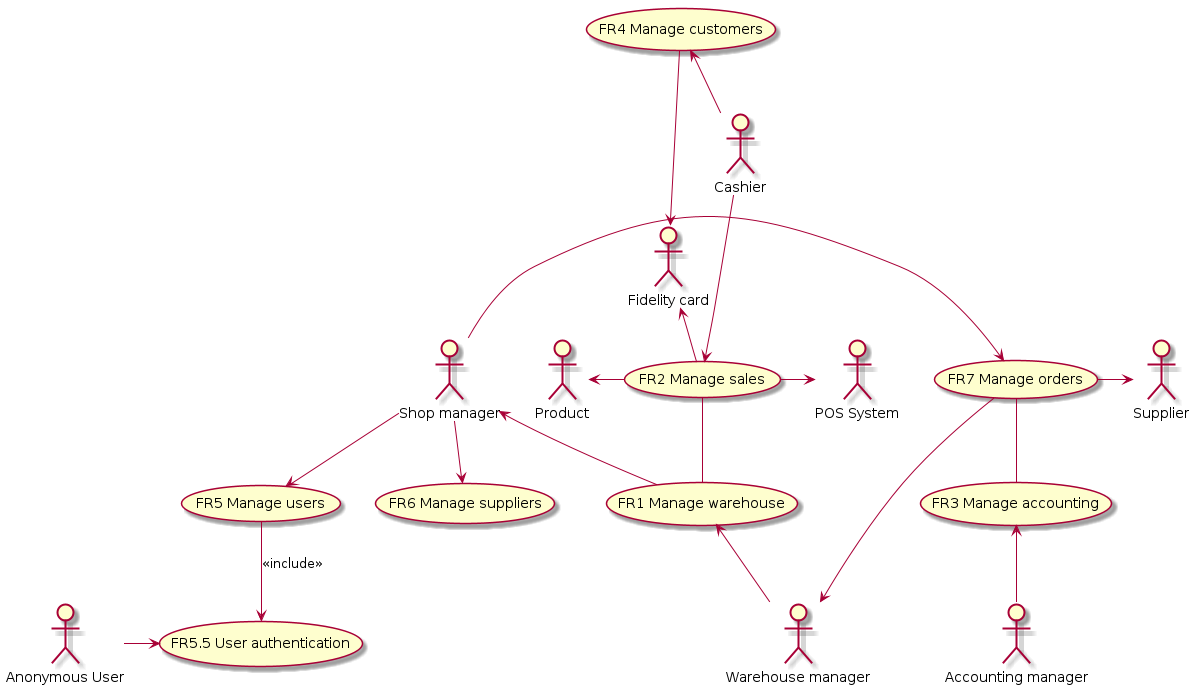 FR4 Manage customers
Cashier
Fidelity card
Shop manager
Product
FR2 Manage sales
POS System
FR7 Manage orders
Supplier
FR5 Manage users
FR6 Manage suppliers
FR1 Manage warehouse
FR3 Manage accounting
«include»
Anonymous User
FR5.5 User authentication
Warehouse manager
Accounting manager